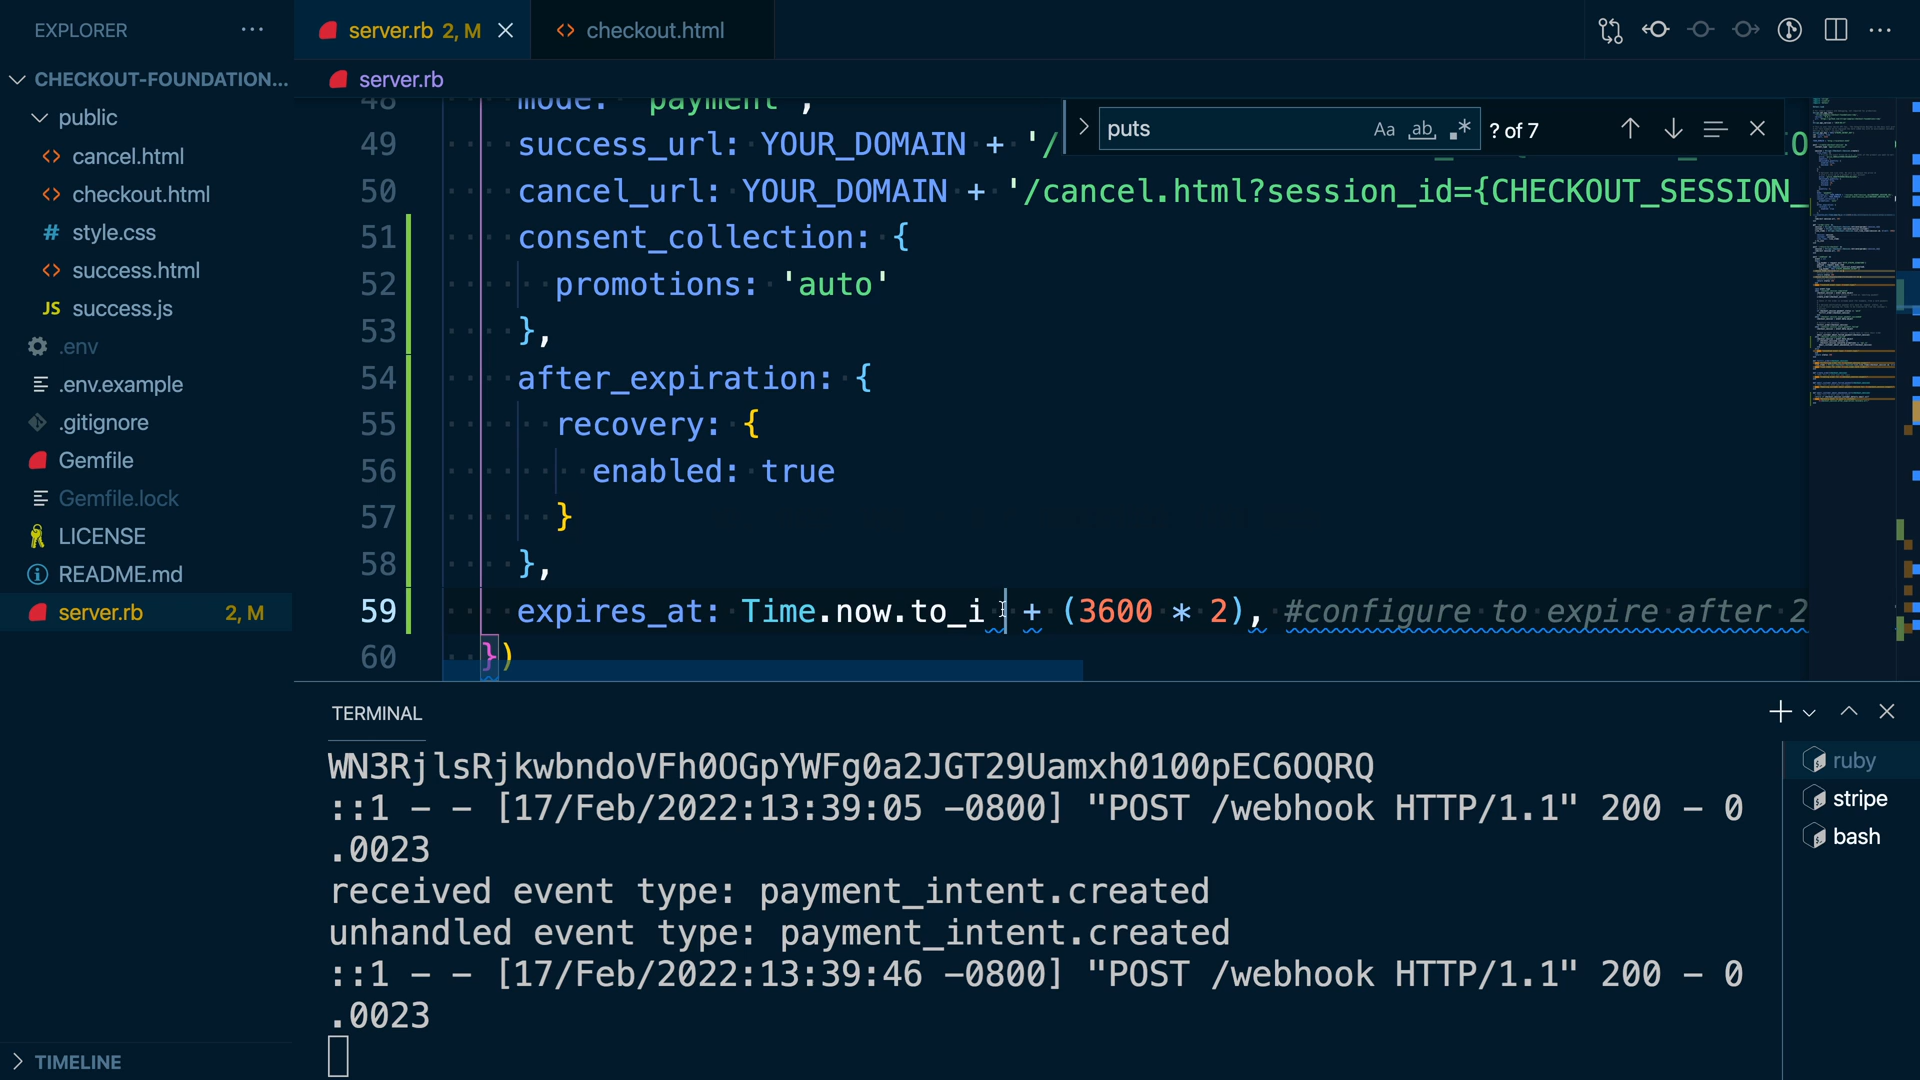 EXPLORER
CHECKOUT-FOUNDATION...
public
cancel.html
checkout.html
style.css
success.html
success.js
.env
.env.example
.gitignore
Gemfile
Gemfile.lock
LICENSE
README.md
server.rb 2, M
TIMELINE
server.rb 2, M
checkout.html
server.rb
puts
Aa ab .*
? of 7
48 mode: 'payment',
49 success_url: YOUR_DOMAIN + '/
50 cancel_url: YOUR_DOMAIN + '/cancel.html?session_id={CHECKOUT_SESSION_
51 consent_collection: {
52 promotions: 'auto'
53 },
54 after_expiration: {
55 recovery: {
56 enabled: true
57 }
58 },
59 expires_at: Time.now.to_i + (3600 * 2), #configure to expire after 2
60 })
TERMINAL
WN3RjlsRjkwbndoVFh0OGpYWFg0a2JGT29Uamxh0100pEC6OQRQ
::1 - - [17/Feb/2022:13:39:05 -0800] "POST /webhook HTTP/1.1" 200 - 0
.0023
received event type: payment_intent.created
unhandled event type: payment_intent.created
::1 - - [17/Feb/2022:13:39:46 -0800] "POST /webhook HTTP/1.1" 200 - 0
.0023
ruby
stripe
bash